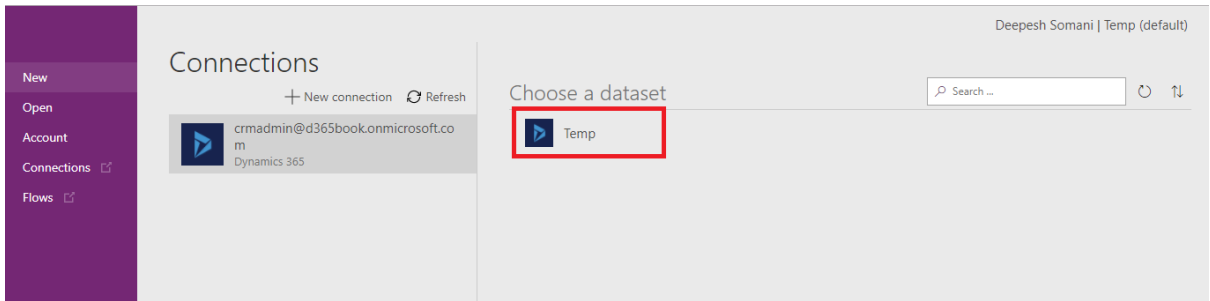 Deepesh Somani | Temp (default)
New
Open
Account
Connections
Flows
Connections
New connection Refresh
crmadmin@d365book.onmicrosoft.co
m
Dynamics 365
Choose a dataset
Search ...
Temp